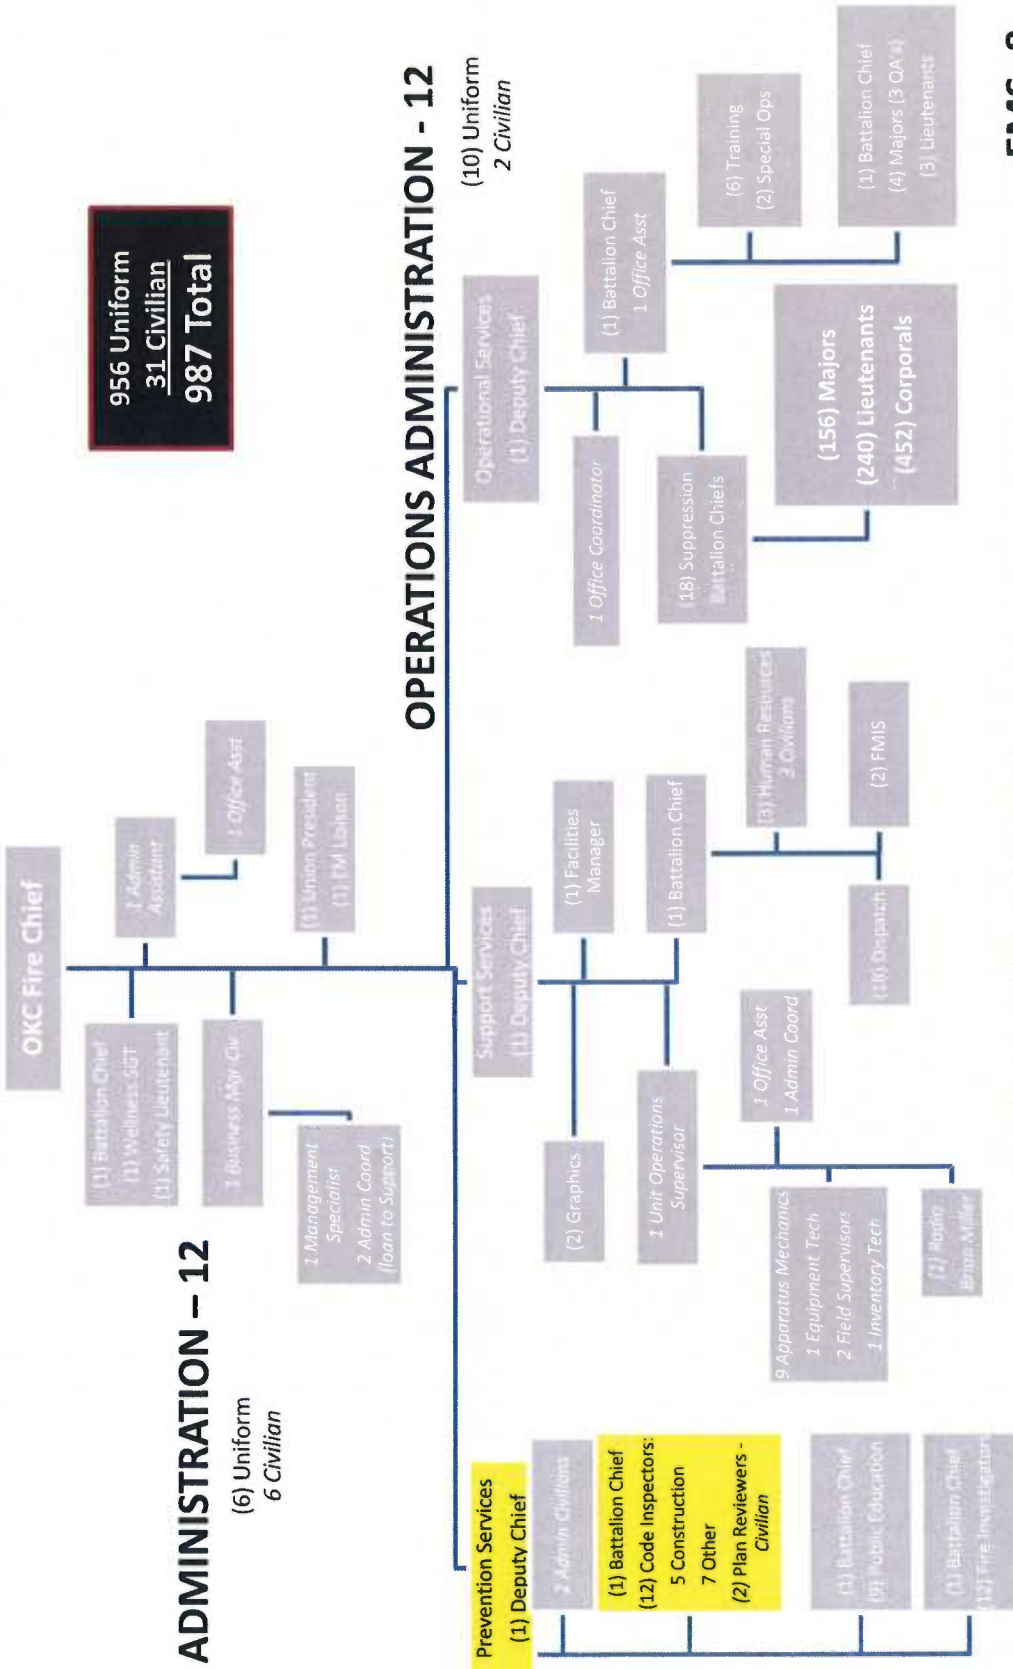 OKC Fire Chief
956 Uniform
31 Civilian
987 Total
(1) Battalion Chief
(1) Wellness SGT
(1) Safety Lieutenant
1 Admin
Assistant
1 Office Asst
1 Business Mgr-Civ
1 Management
Specialist
2 Admin Coord
(loan to Support)
(1) Union President
(1) EM Liaison
ADMINISTRATION – 12
(6) Uniform
6 Civilian
OPERATIONS ADMINISTRATION - 12
(10) Uniform
2 Civilian
Prevention Services
(1) Deputy Chief
2 Admin Civilians
(1) Battalion Chief
(12) Code Inspectors:
5 Construction
7 Other
(2) Plan Reviewers -
Civilian
(1) Battalion Chief
(9) Public Education
(1) Battalion Chief
(12) Fire Investigators
Support Services
(1) Deputy Chief
(2) Graphics
(1) Facilities
Manager
1 Unit Operations
Supervisor
(1) Battalion Chief
1 Office Asst
1 Admin Coord
9 Apparatus Mechanics
1 Equipment Tech
2 Field Supervisors
1 Inventory Tech
(1) Radio
Brian Miller
(3) Human Resources
3 Civilians
(18) Dispatch
(2) FMIS
Operational Services
(1) Deputy Chief
1 Office Coordinator
(1) Battalion Chief
1 Office Asst
(18) Suppression
Battalion Chiefs
(156) Majors
(240) Lieutenants
(452) Corporals
(6) Training
(2) Special Ops
(1) Battalion Chief
(4) Majors (3 QA's)
(3) Lieutenants